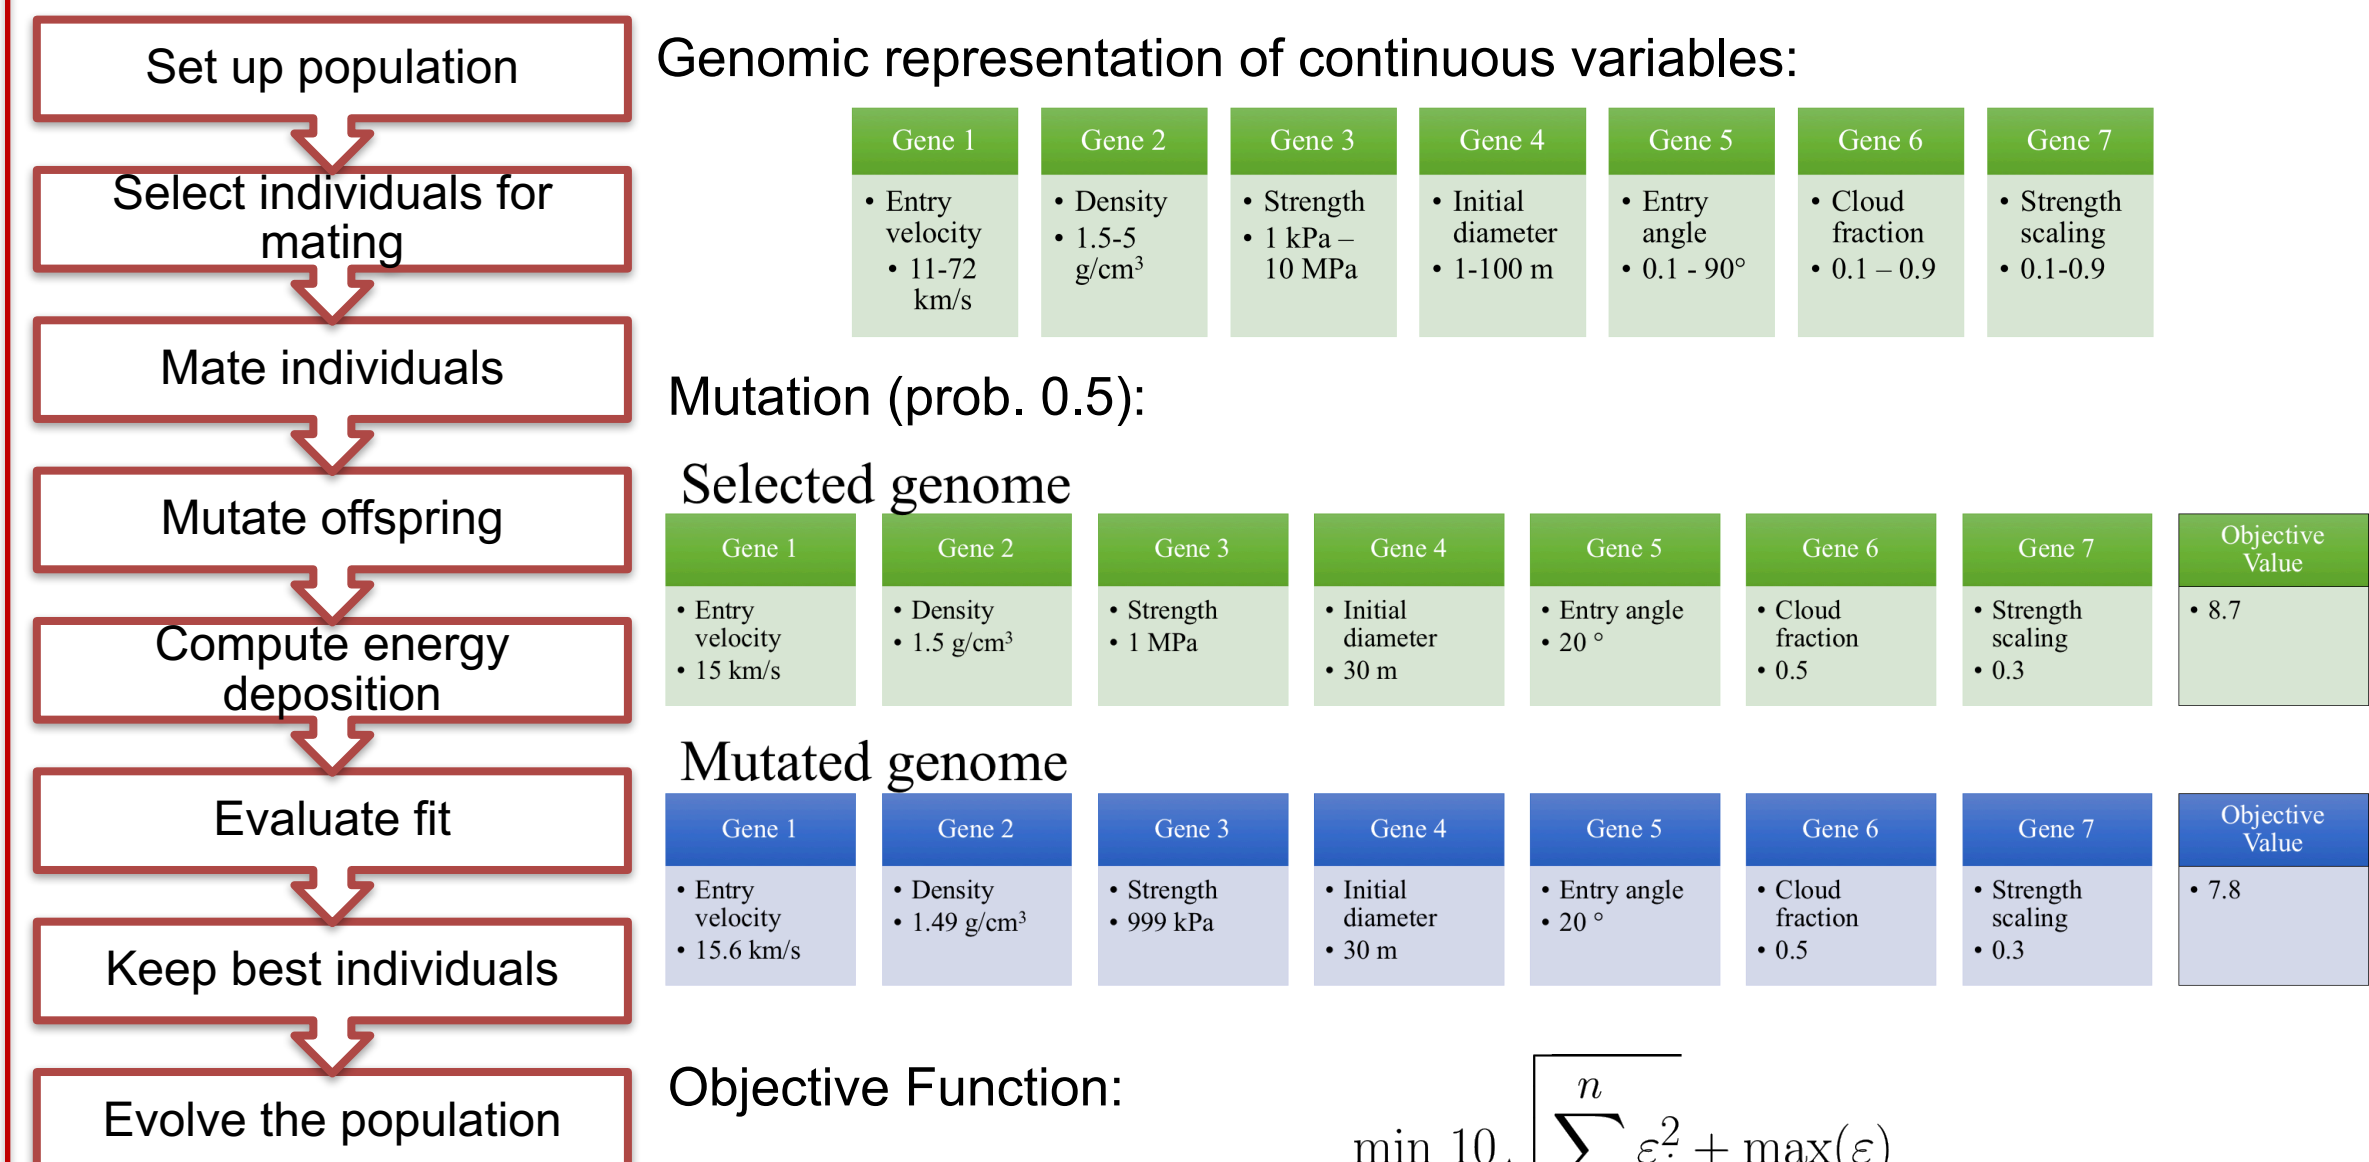 Set up population
Select individuals for
mating
Mate individuals
Mutate offspring
Compute energy
deposition
Evaluate fit
Keep best individuals
Evolve the population
Genomic representation of continuous variables:
Gene 1
• Entry
velocity
• 11-72
km/s
Gene 2
• Density
• 1.5-5
g/cm³
Gene 3
• Strength
• 1 kPa –
10 MPa
Gene 4
• Initial
diameter
• 1-100 m
Gene 5
• Entry
angle
• 0.1 - 90°
Gene 6
• Cloud
fraction
• 0.1 – 0.9
Gene 7
• Strength
scaling
• 0.1-0.9
Mutation (prob. 0.5):
Selected genome
Gene 1
• Entry
velocity
• 15 km/s
Gene 2
• Density
• 1.5 g/cm³
Gene 3
• Strength
• 1 MPa
Gene 4
• Initial
diameter
• 30 m
Gene 5
• Entry angle
• 20 °
Gene 6
• Cloud
fraction
• 0.5
Gene 7
• Strength
scaling
• 0.3
Objective
Value
• 8.7
Mutated genome
Gene 1
• Entry
velocity
• 15.6 km/s
Gene 2
• Density
• 1.49 g/cm³
Gene 3
• Strength
• 999 kPa
Gene 4
• Initial
diameter
• 30 m
Gene 5
• Entry angle
• 20 °
Gene 6
• Cloud
fraction
• 0.5
Gene 7
• Strength
scaling
• 0.3
Objective
Value
• 7.8
Objective Function:
n
min 10 √ ∑ ε² + max(ε)